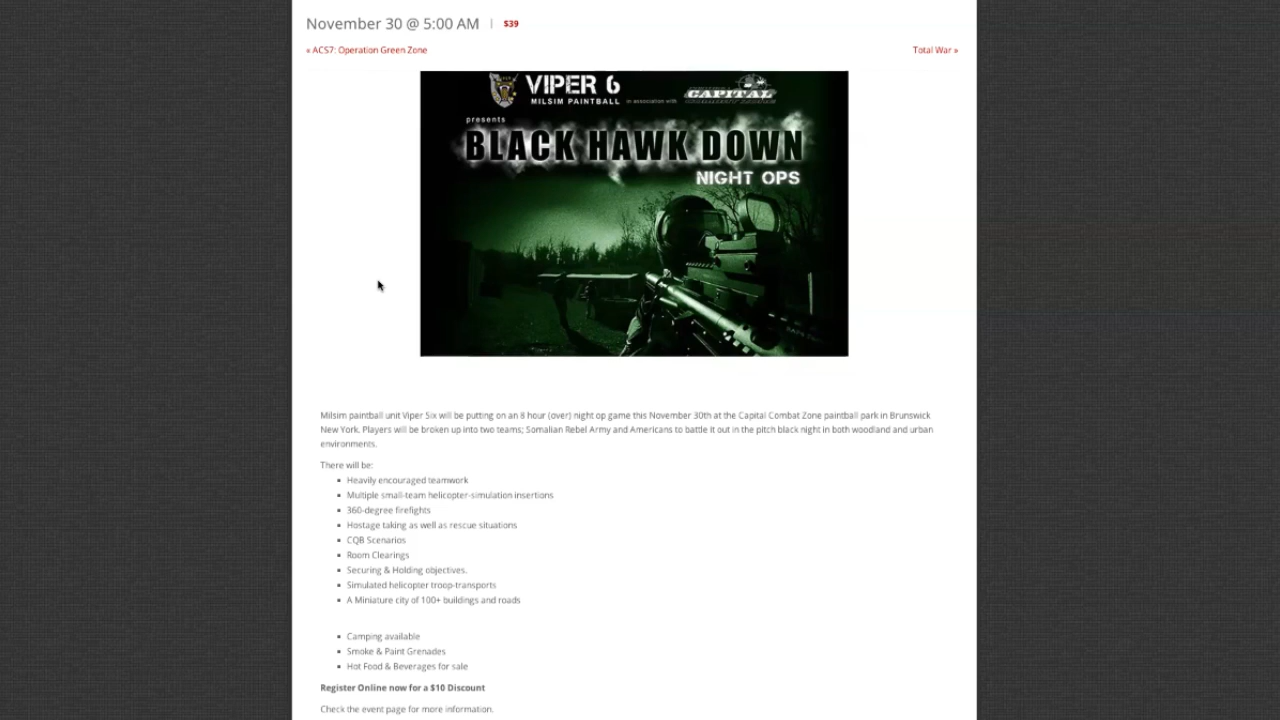 November 30 @ 5:00 AM | $39
« ACS7: Operation Green Zone
Total War »
VIPER 6
MILSIM PAINTBALL
in association with
CAPITAL
presents
BLACK HAWK DOWN
NIGHT OPS
Milsim paintball unit Viper Six will be putting on an 8 hour (over) night op game this November 30th at the Capital Combat Zone paintball park in Brunswick
New York. Players will be broken up into two teams; Somalian Rebel Army and Americans to battle it out in the pitch black night in both woodland and urban
environments.
There will be:
Heavily encouraged teamwork
Multiple small-team helicopter-simulation insertions
360-degree firefights
Hostage taking as well as rescue situations
CQB Scenarios
Room Clearings
Securing & Holding objectives.
Simulated helicopter troop-transports
A Miniature city of 100+ buildings and roads
Camping available
Smoke & Paint Grenades
Hot Food & Beverages for sale
Register Online now for a $10 Discount
Check the event page for more information.